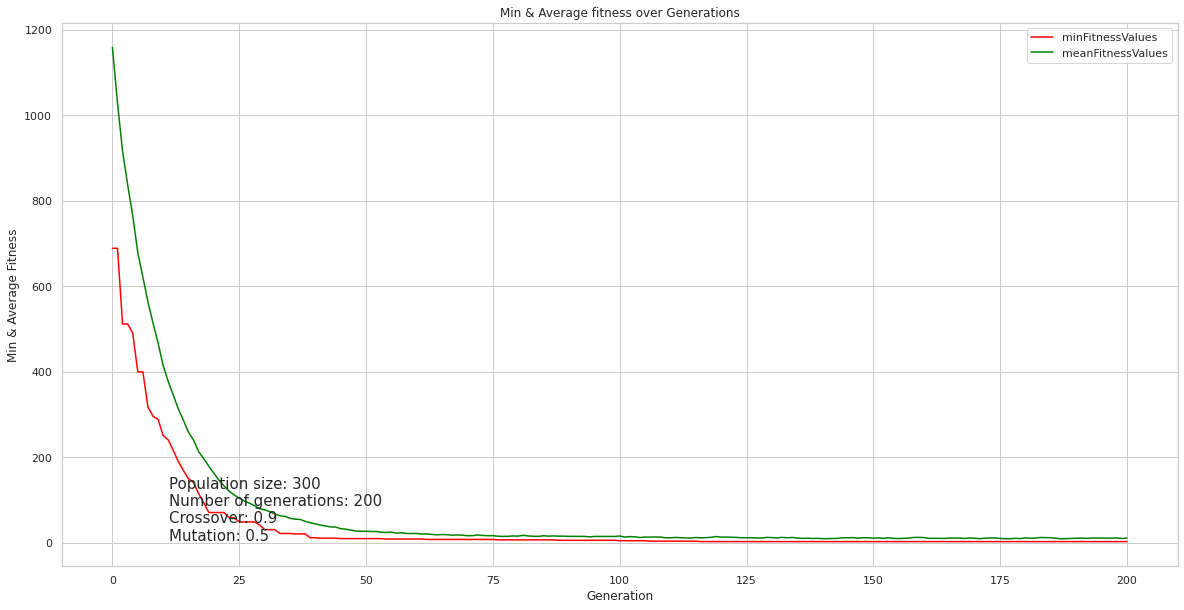 Min & Average fitness over Generations
minFitnessValues
meanFitnessValues
Min & Average Fitness
1200
1000
800
600
400
200
0
Population size: 300
Number of generations: 200
Crossover: 0.9
Mutation: 0.5
0 25 50 75 100 125 150 175 200
Generation